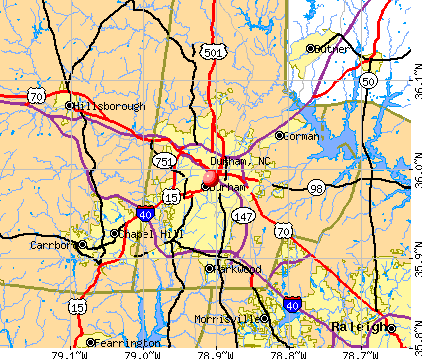 Butner
501
50
36.1°N
70
Hillsborough
Gorman
751
Durham, NC
36.0°N
Durham
98
15
40
147
Chapel Hill
70
Carrboro
35.9°N
Parkwood
15
40
Morrisville
Raleigh
35.8°N
Fearrington
79.1°W
79.0°W
78.9°W
78.8°W
78.7°W